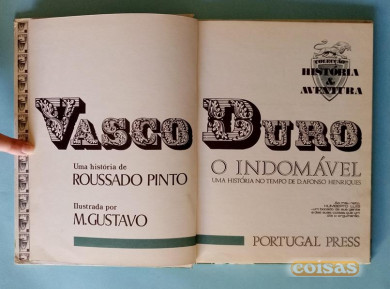 COLECÇÃO
HISTÓRIA
&
AVENTURA
VASCO DURO
Uma história de
ROUSSADO PINTO
Ilustrada por
M.GUSTAVO
O INDOMÁVEL
UMA HISTÓRIA NO TEMPO DE D.AFONSO HENRIQUES
PORTUGAL PRESS
coisas